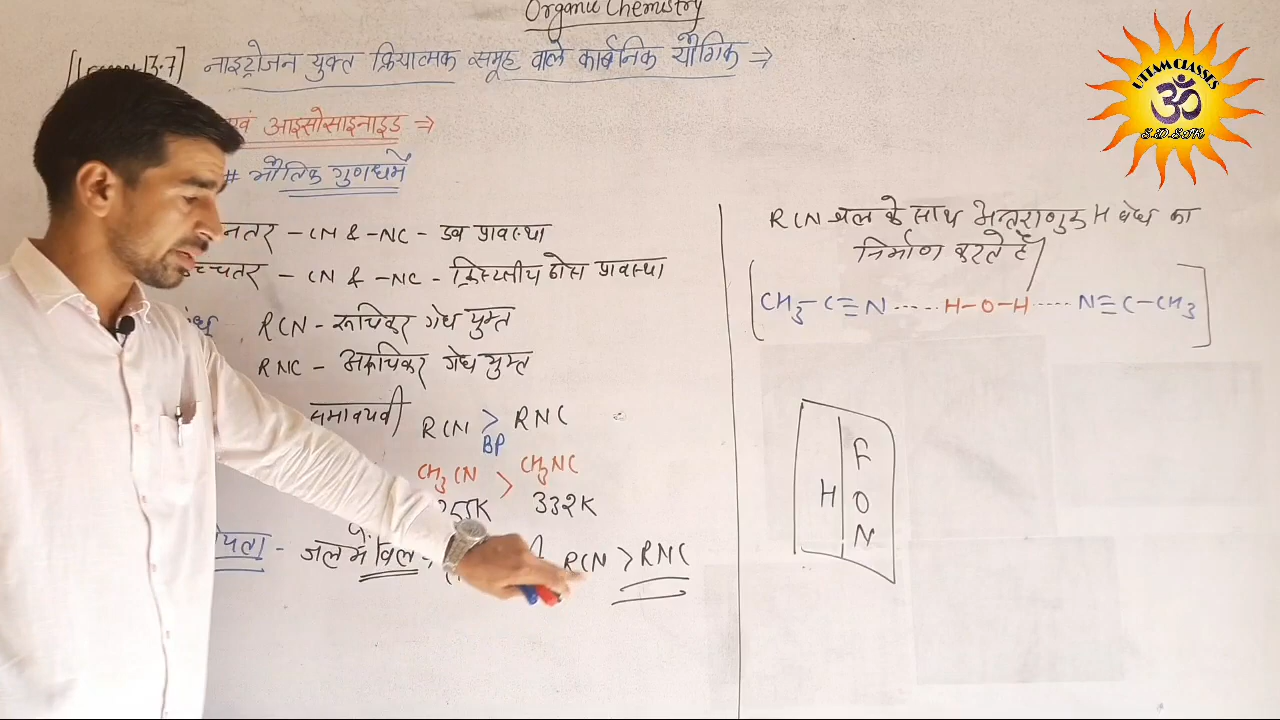 Organic Chemistry
13.7] नाइट्रोजन युक्त क्रियात्मक समूह वाले कार्बनिक यौगिक ⇒
एवं आइसोसाइनाइड ⇒
# भौतिक गुणधर्म
- CN & -NC - द्रव प्रावस्था
- CN & -NC - क्रिस्टलीय ठोस प्रावस्था
RCN - रूचिकर गंध युक्त
RNC - अरूचिकर गंध युक्त
समावयवी RCN > RNC
BP
CH3CN > CH3NC
332K
जल में विल RCN > RNC
RCN जल के साथ अन्तराणुक H बंध का
निर्माण करते हैं
[CH3-C≡N ..... H-O-H ..... N≡C-CH3]
H F
O
N
UTTAM CLASSES
ॐ